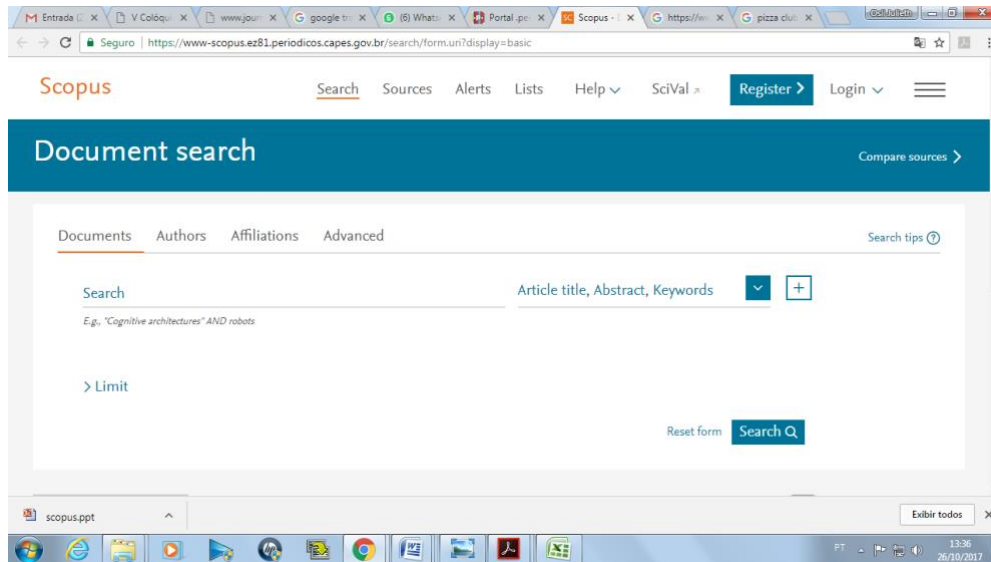 Entrada V Colóqu www.jour google tr (6) Whats Portal .pe Scopus - https://w pizza clu
Seguro https://www-scopus.ez81.periodicos.capes.gov.br/search/form.uri?display=basic
Scopus Search Sources Alerts Lists Help SciVal Register Login
Document search Compare sources
Documents Authors Affiliations Advanced Search tips
Search Article title, Abstract, Keywords
E.g., "Cognitive architectures" AND robots
Limit
Reset form Search
scopus.ppt Exibir todos
PT 13:36
26/10/2017